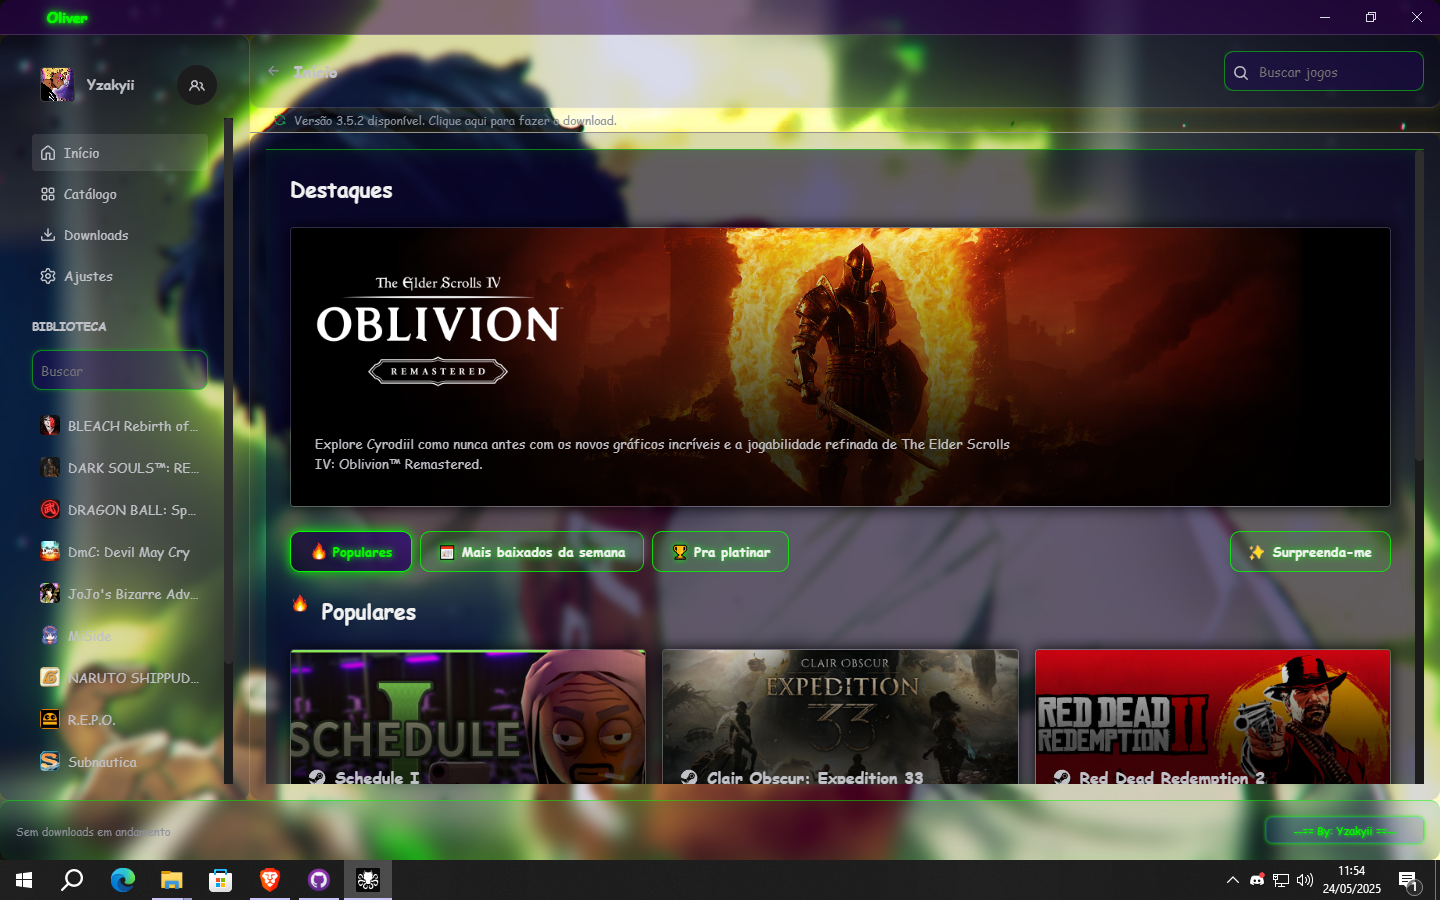 Oliver
Yzakyii
Início
Buscar jogos
Versão 3.5.2 disponível. Clique aqui para fazer o download.
Início
Catálogo
Downloads
Ajustes
BIBLIOTECA
Buscar
BLEACH Rebirth of...
DARK SOULS™: RE...
DRAGON BALL: Sp...
DmC: Devil May Cry
JoJo's Bizarre Adv...
MiSide
NARUTO SHIPPUD...
R.E.P.O.
Subnautica
Destaques
The Elder Scrolls IV
OBLIVION
REMASTERED
Explore Cyrodiil como nunca antes com os novos gráficos incríveis e a jogabilidade refinada de The Elder Scrolls
IV: Oblivion™ Remastered.
Populares
Mais baixados da semana
Pra platinar
Surpreenda-me
Populares
SCHEDULE I
Schedule I
CLAIR OBSCUR
EXPEDITION
33
Clair Obscur: Expedition 33
RED DEAD
REDEMPTION II
Red Dead Redemption 2
Sem downloads em andamento
--== By: Yzakyii ==--
11:54
24/05/2025
1